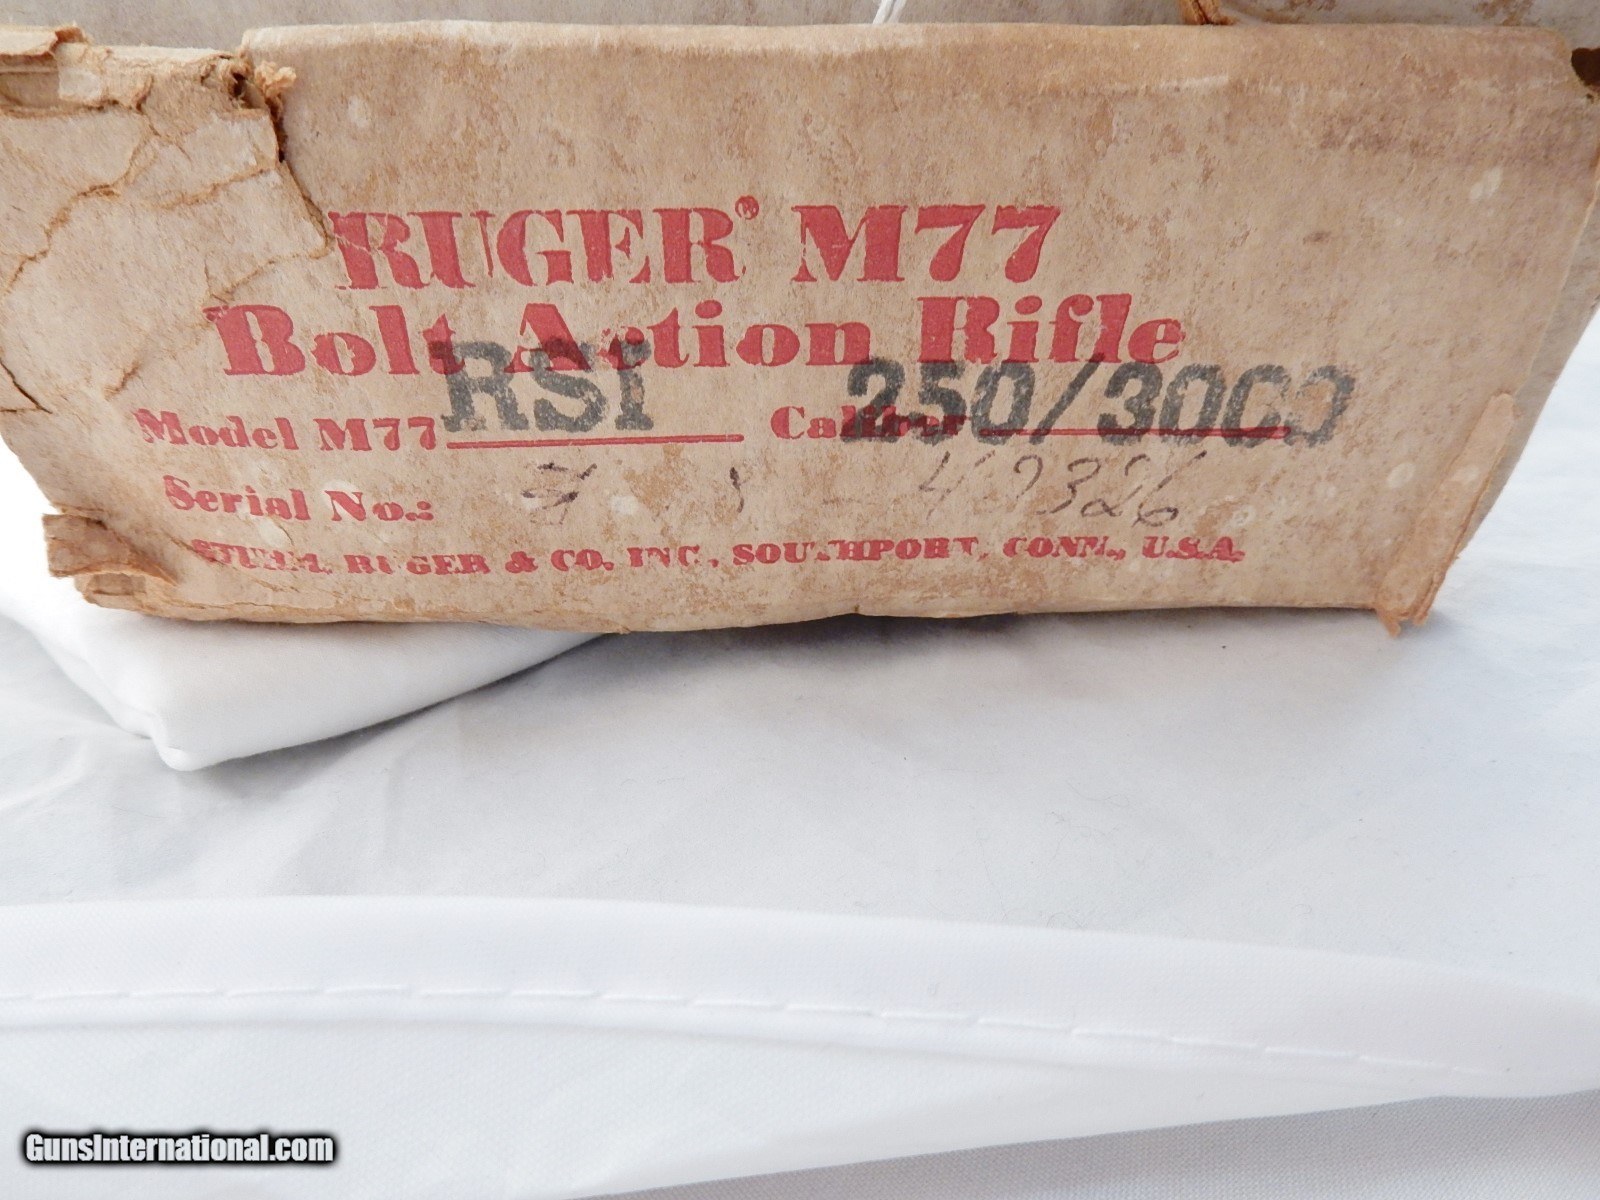 RUGER® M77
Bolt Action Rifle
Model M77 RSI Caliber 250/3000
Serial No.:
STURM, RUGER & CO. INC., SOUTHPORT, CONN., U.S.A.
GunsInternational.com